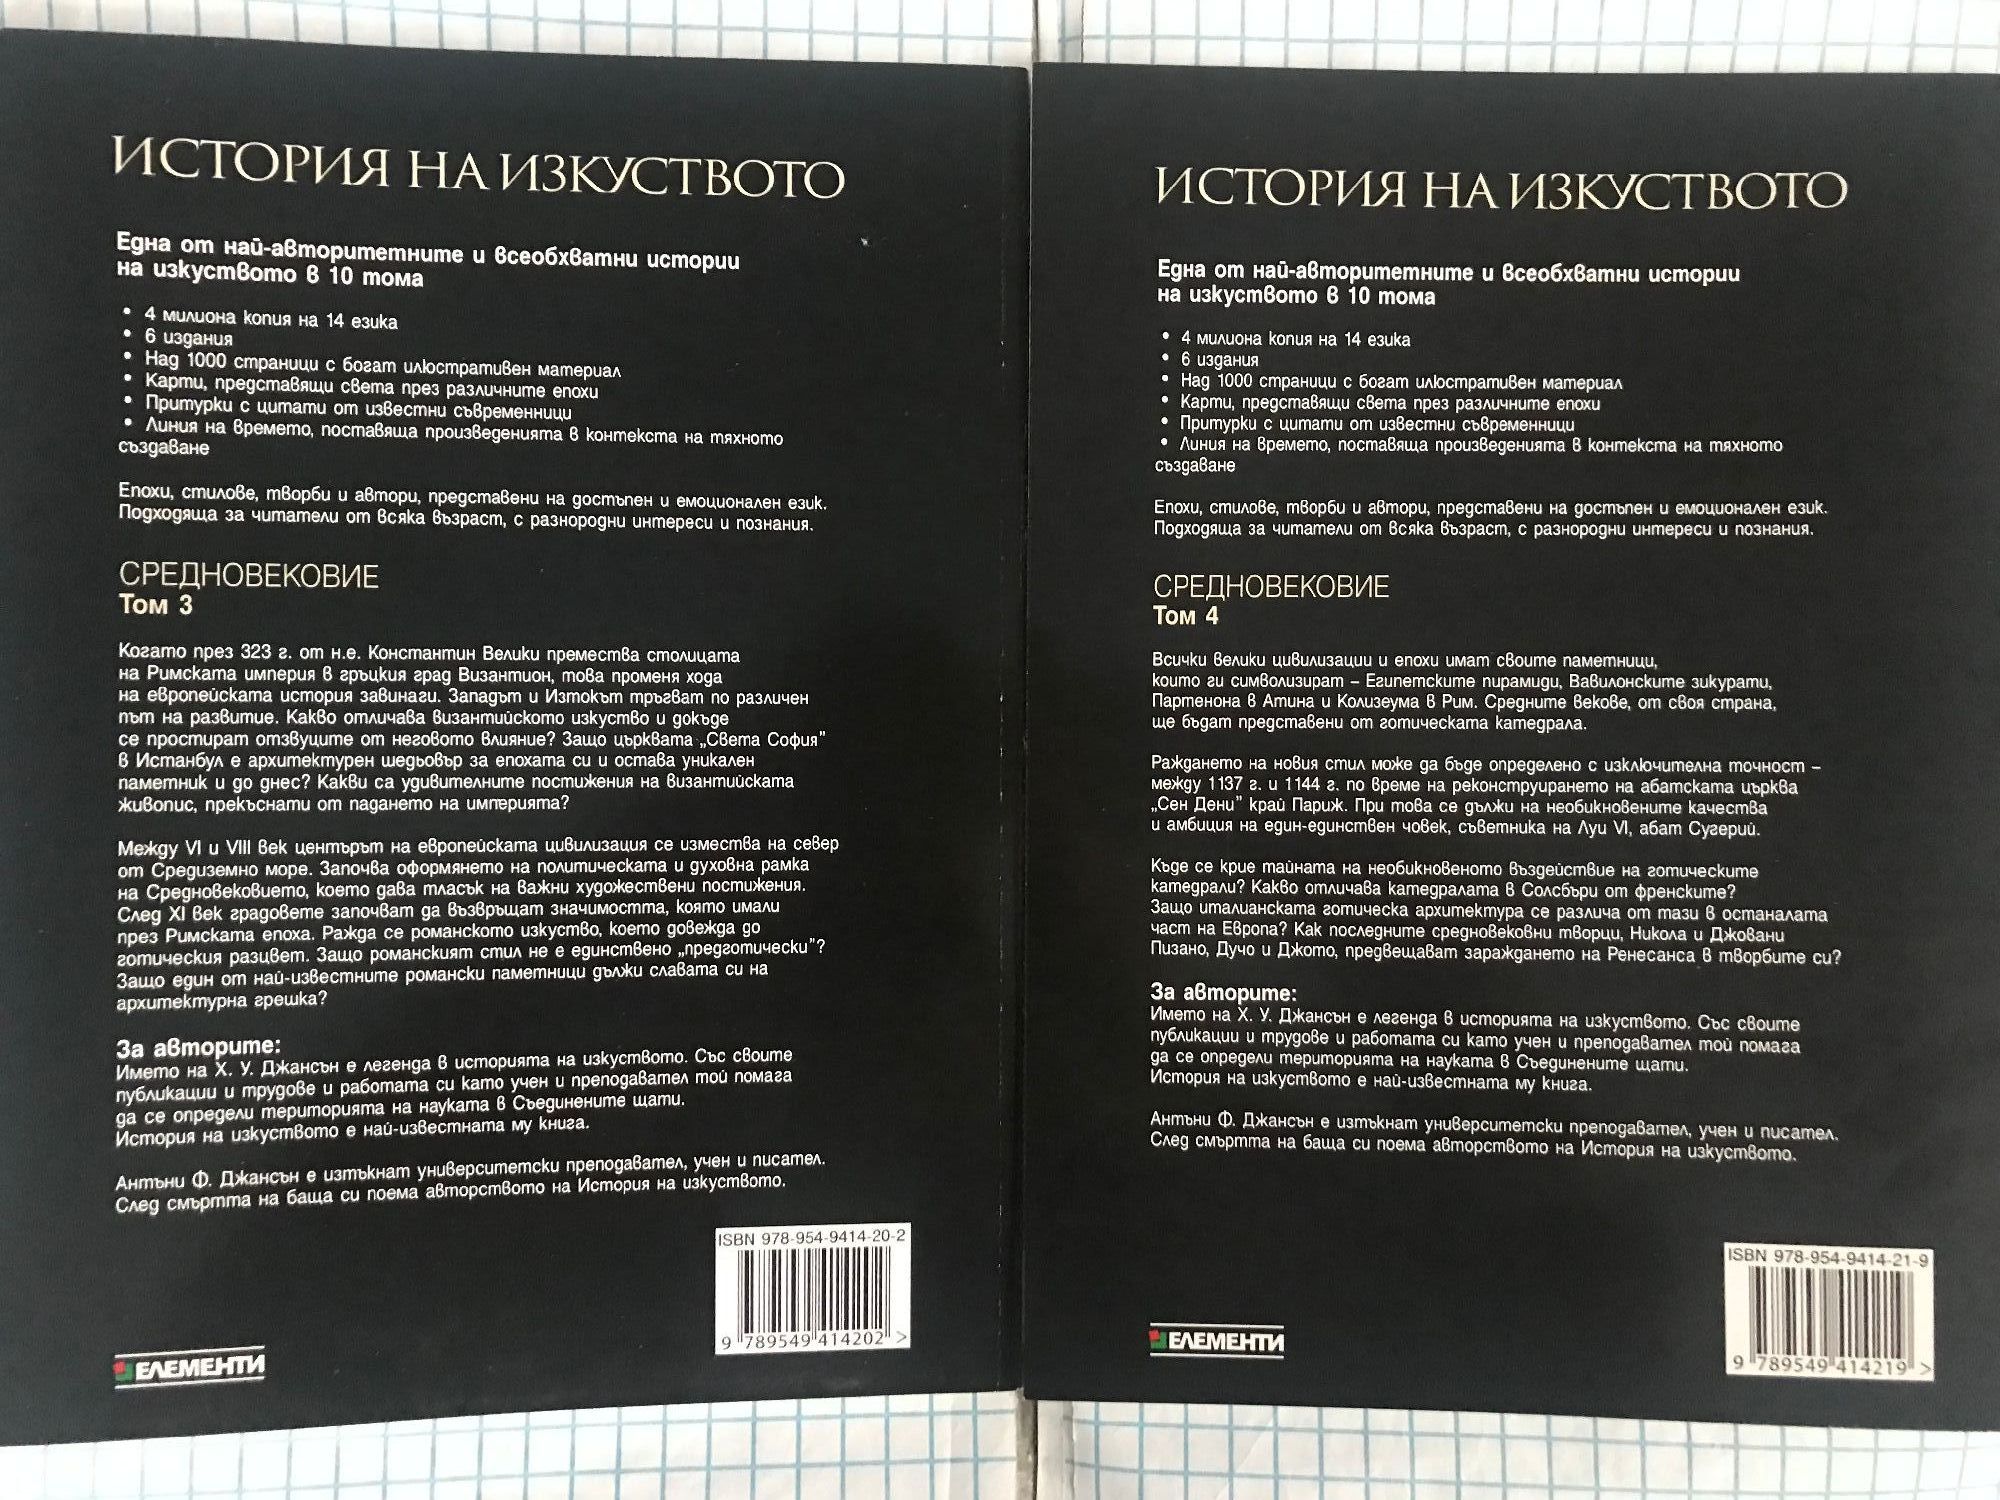 ИСТОРИЯ НА ИЗКУСТВОТО
Една от най-авторитетните и всеобхватни истории
на изкуството в 10 тома
• 4 милиона копия на 14 езика
• 6 издания
• Над 1000 страници с богат илюстративен материал
• Карти, представящи света през различните епохи
• Притурки с цитати от известни съвременници
• Линия на времето, поставяща произведенията в контекста на тяхното
създаване
Епохи, стилове, творби и автори, представени на достъпен и емоционален език.
Подходяща за читатели от всяка възраст, с разнородни интереси и познания.
СРЕДНОВЕКОВИЕ
Том 3
Когато през 323 г. от н.е. Константин Велики премества столицата
на Римската империя в гръцкия град Византион, това променя хода
на европейската история завинаги. Западът и Изтокът тръгват по различен
път на развитие. Какво отличава византийското изкуство и докъде
се простират отзвуците от неговото влияние? Защо църквата „Света София”
в Истанбул е архитектурен шедьовър за епохата си и остава уникален
паметник и до днес? Какви са удивителните постижения на византийската
живопис, прекъснати от падането на империята?
Между VI и VIII век центърът на европейската цивилизация се измества на север
от Средиземно море. Започва оформянето на политическата и духовна рамка
на Средновековието, което дава тласък на важни художествени постижения.
След XI век градовете започват да възвръщат значимостта, която имали
през Римската епоха. Ражда се романското изкуство, което довежда до
готическия разцвет. Защо романският стил не е единствено „предготически”?
Защо един от най-известните романски паметници дължи славата си на
архитектурна грешка?
За авторите:
Името на Х. У. Джансън е легенда в историята на изкуството. Със своите
публикации и трудове и работата си като учен и преподавател той помага
да се определи територията на науката в Съединените щати.
История на изкуството е най-известната му книга.
Антъни Ф. Джансън е изтъкнат университетски преподавател, учен и писател.
След смъртта на баща си поема авторството на История на изкуството.
ISBN 978-954-9414-20-2
9 789549 414202 >
ЕЛЕМЕНТИ
ИСТОРИЯ НА ИЗКУСТВОТО
Една от най-авторитетните и всеобхватни истории
на изкуството в 10 тома
• 4 милиона копия на 14 езика
• 6 издания
• Над 1000 страници с богат илюстративен материал
• Карти, представящи света през различните епохи
• Притурки с цитати от известни съвременници
• Линия на времето, поставяща произведенията в контекста на тяхното
създаване
Епохи, стилове, творби и автори, представени на достъпен и емоционален език.
Подходяща за читатели от всяка възраст, с разнородни интереси и познания.
СРЕДНОВЕКОВИЕ
Том 4
Всички велики цивилизации и епохи имат своите паметници,
които ги символизират – Египетските пирамиди, Вавилонските зикурати,
Партенона в Атина и Колизеума в Рим. Средните векове, от своя страна,
ще бъдат представени от готическата катедрала.
Раждането на новия стил може да бъде определено с изключителна точност –
между 1137 г. и 1144 г. по време на реконструирането на абатската църква
„Сен Дени” край Париж. При това се дължи на необикновените качества
и амбиция на един-единствен човек, съветника на Луи VI, абат Сугерий.
Къде се крие тайната на необикновеното въздействие на готическите
катедрали? Какво отличава катедралата в Солсбъри от френските?
Защо италианската готическа архитектура се различа от тази в останалата
част на Европа? Как последните средновековни творци, Никола и Джовани
Пизано, Дучо и Джото, предвещават зараждането на Ренесанса в творбите си?
За авторите:
Името на Х. У. Джансън е легенда в историята на изкуството. Със своите
публикации и трудове и работата си като учен и преподавател той помага
да се определи територията на науката в Съединените щати.
История на изкуството е най-известната му книга.
Антъни Ф. Джансън е изтъкнат университетски преподавател, учен и писател.
След смъртта на баща си поема авторството на История на изкуството.
ISBN 978-954-9414-21-9
9 789549 414219 >
ЕЛЕМЕНТИ